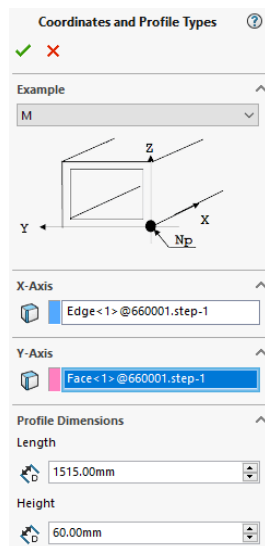 Coordinates and Profile Types
Example
M
Z
Y
X
Np
X-Axis
Edge<1>@660001.step-1
Y-Axis
Face<1>@660001.step-1
Profile Dimensions
Length
D
1515.00mm
Height
D
60.00mm